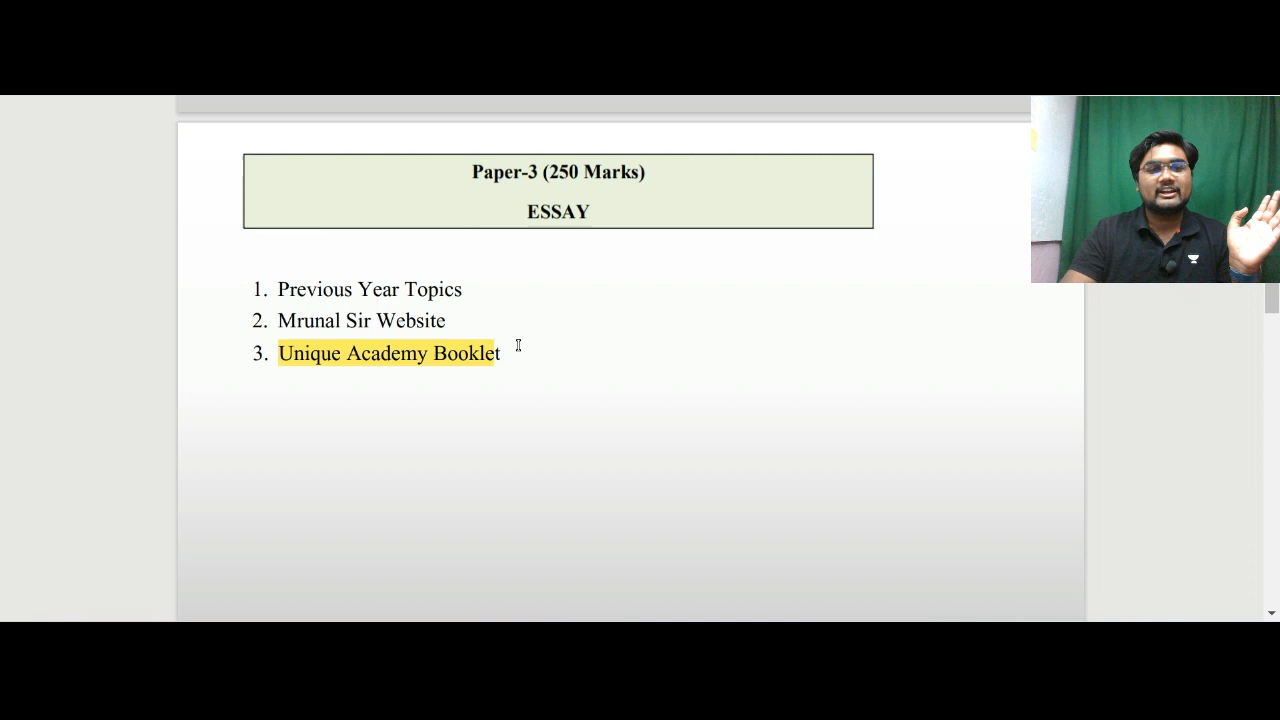 Paper-3 (250 Marks)
ESSAY
1. Previous Year Topics
2. Mrunal Sir Website
3. Unique Academy Booklet